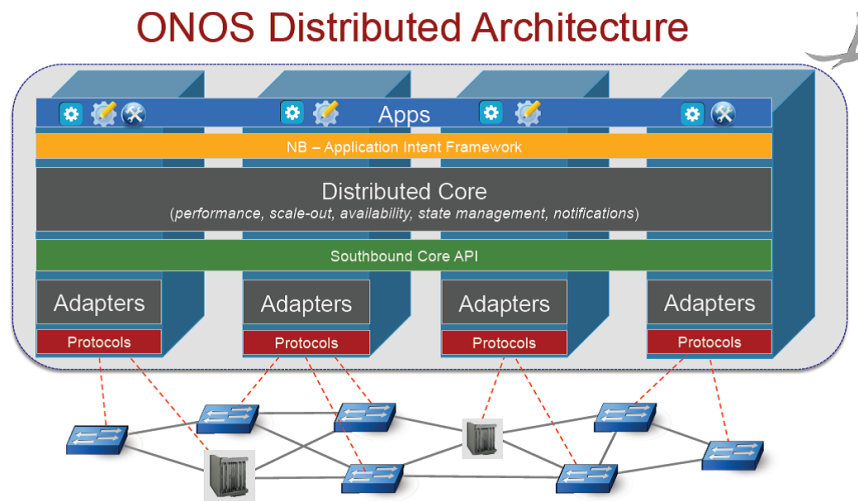 ONOS Distributed Architecture
Apps
NB – Application Intent Framework
Distributed Core
(performance, scale-out, availability, state management, notifications)
Southbound Core API
Adapters Adapters Adapters Adapters
Protocols Protocols Protocols Protocols